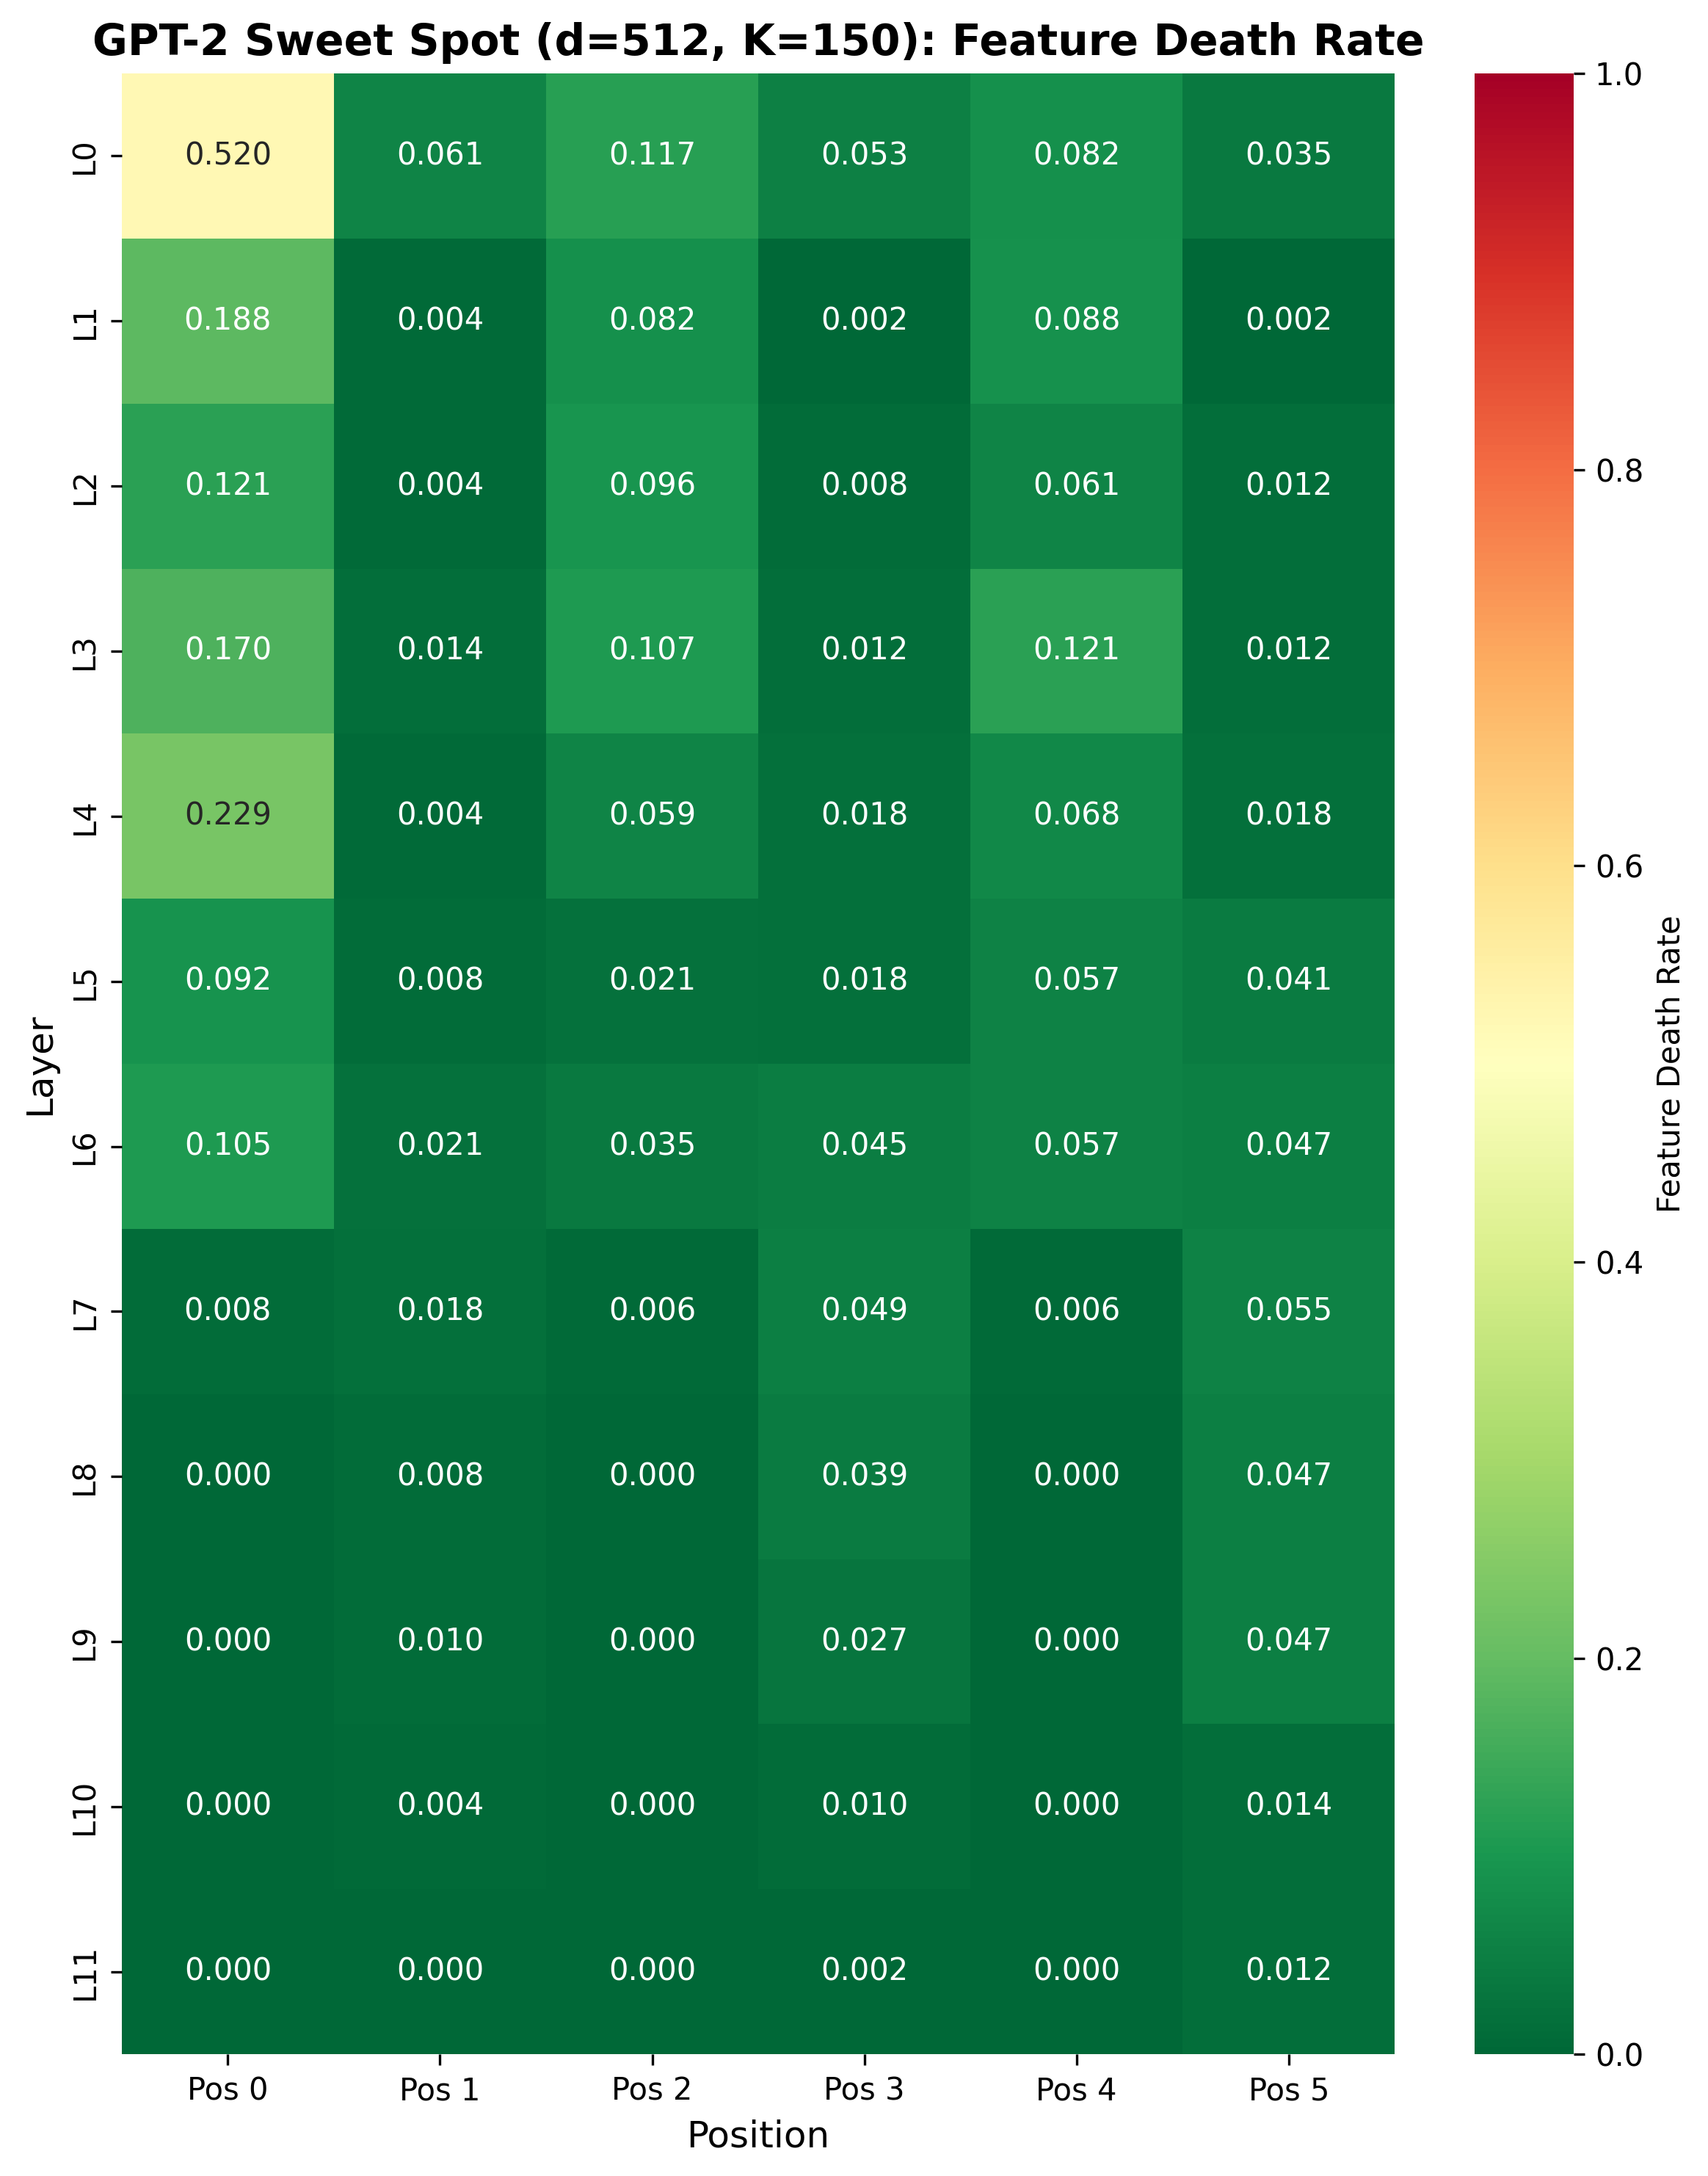 GPT-2 Sweet Spot (d=512, K=150): Feature Death Rate
L0 0.520 0.061 0.117 0.053 0.082 0.035
L1 0.188 0.004 0.082 0.002 0.088 0.002
L2 0.121 0.004 0.096 0.008 0.061 0.012
L3 0.170 0.014 0.107 0.012 0.121 0.012
L4 0.229 0.004 0.059 0.018 0.068 0.018
L5 0.092 0.008 0.021 0.018 0.057 0.041
L6 0.105 0.021 0.035 0.045 0.057 0.047
L7 0.008 0.018 0.006 0.049 0.006 0.055
L8 0.000 0.008 0.000 0.039 0.000 0.047
L9 0.000 0.010 0.000 0.027 0.000 0.047
L10 0.000 0.004 0.000 0.010 0.000 0.014
L11 0.000 0.000 0.000 0.002 0.000 0.012
Pos 0 Pos 1 Pos 2 Pos 3 Pos 4 Pos 5
Position
Layer
1.0
0.8
0.6
0.4
0.2
0.0
Feature Death Rate